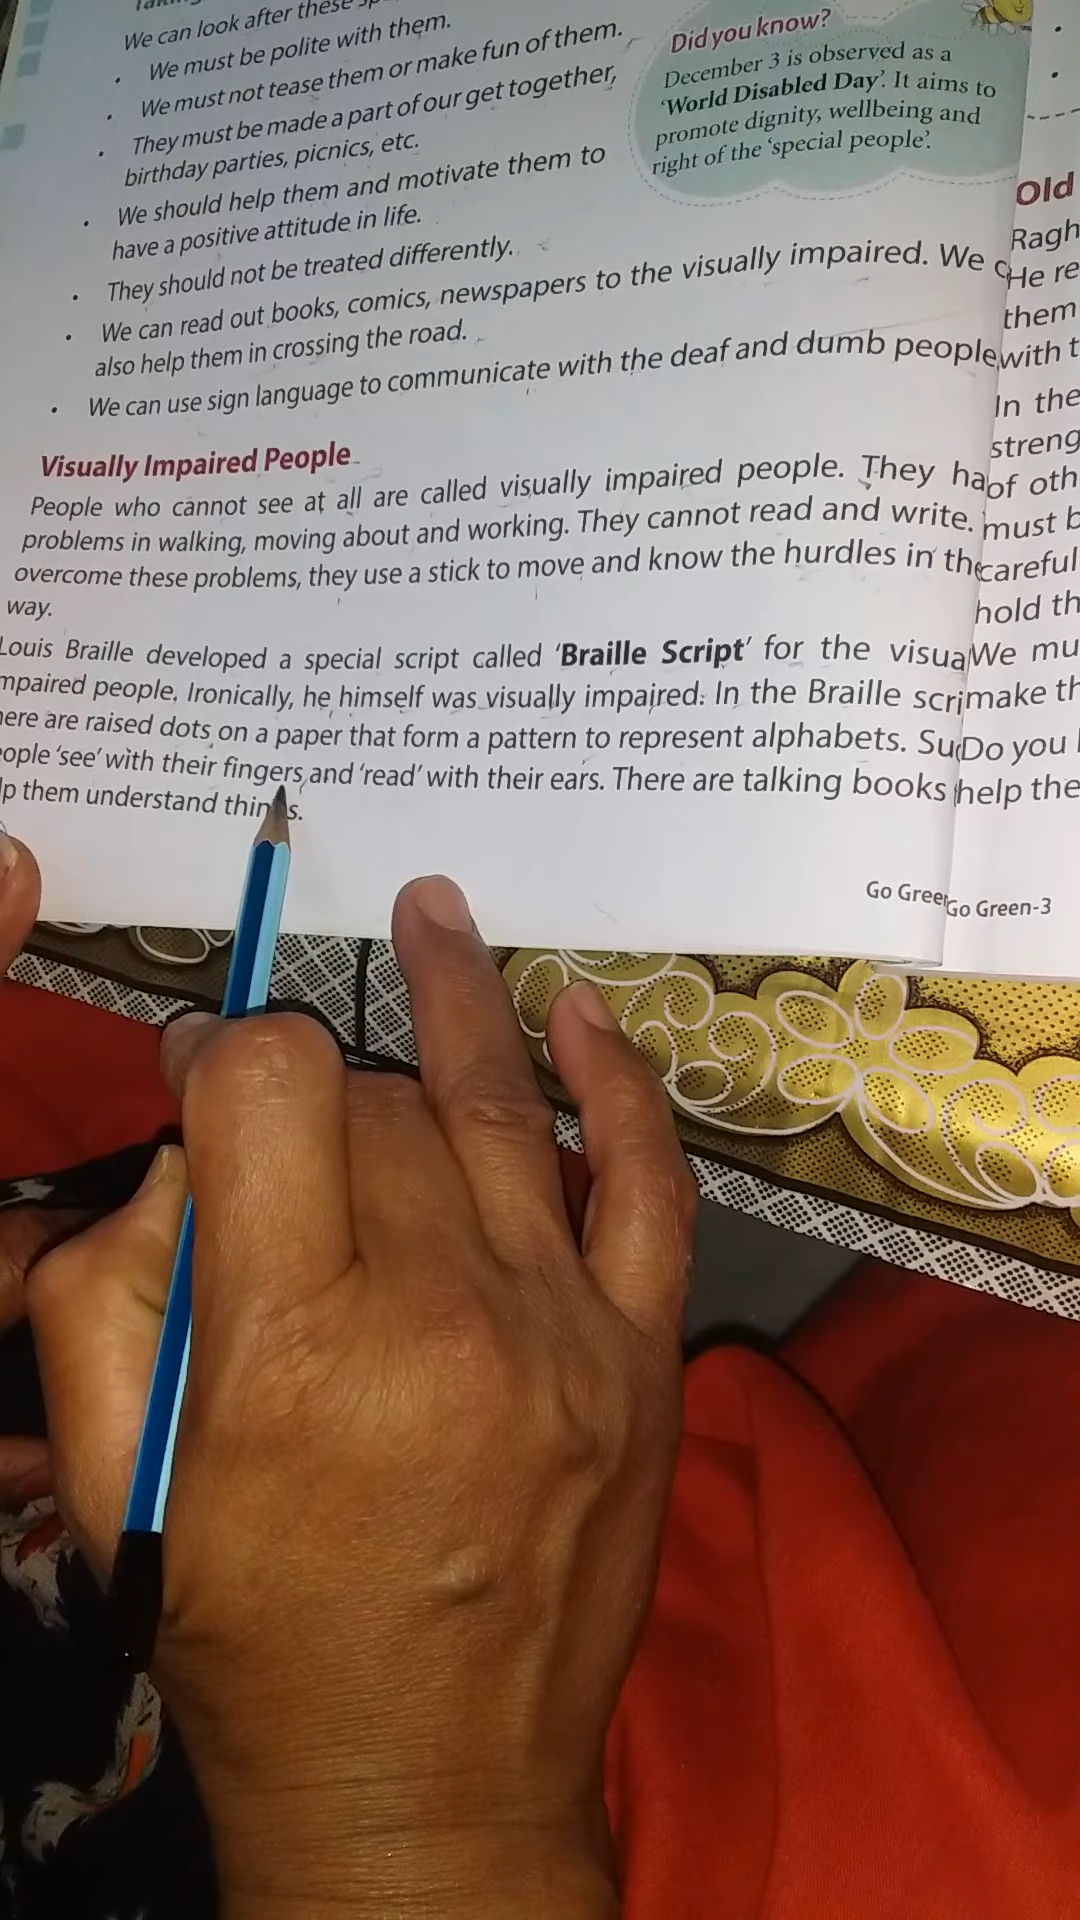 We can look after these
• We must be polite with them.
• We must not tease them or make fun of them.
• They must be made a part of our get together,
birthday parties, picnics, etc.
• We should help them and motivate them to
have a positive attitude in life.
• They should not be treated differently.
• We can read out books, comics, newspapers to the visually impaired. We c
also help them in crossing the road.
• We can use sign language to communicate with the deaf and dumb people
Did you know?
December 3 is observed as a
'World Disabled Day'. It aims to
promote dignity, wellbeing and
right of the 'special people'.
Visually Impaired People
People who cannot see at all are called visually impaired people. They ha
problems in walking, moving about and working. They cannot read and write.
overcome these problems, they use a stick to move and know the hurdles in the
way.
Louis Braille developed a special script called 'Braille Script' for the visua
mpaired people. Ironically, he himself was visually impaired. In the Braille scri
here are raised dots on a paper that form a pattern to represent alphabets. Su
eople 'see' with their fingers and 'read' with their ears. There are talking books
lp them understand things.
Go Green
Old
Ragh
He re
them
with t
In the
streng
of oth
must b
careful
hold th
We mu
make th
Do you
help the
Go Green-3